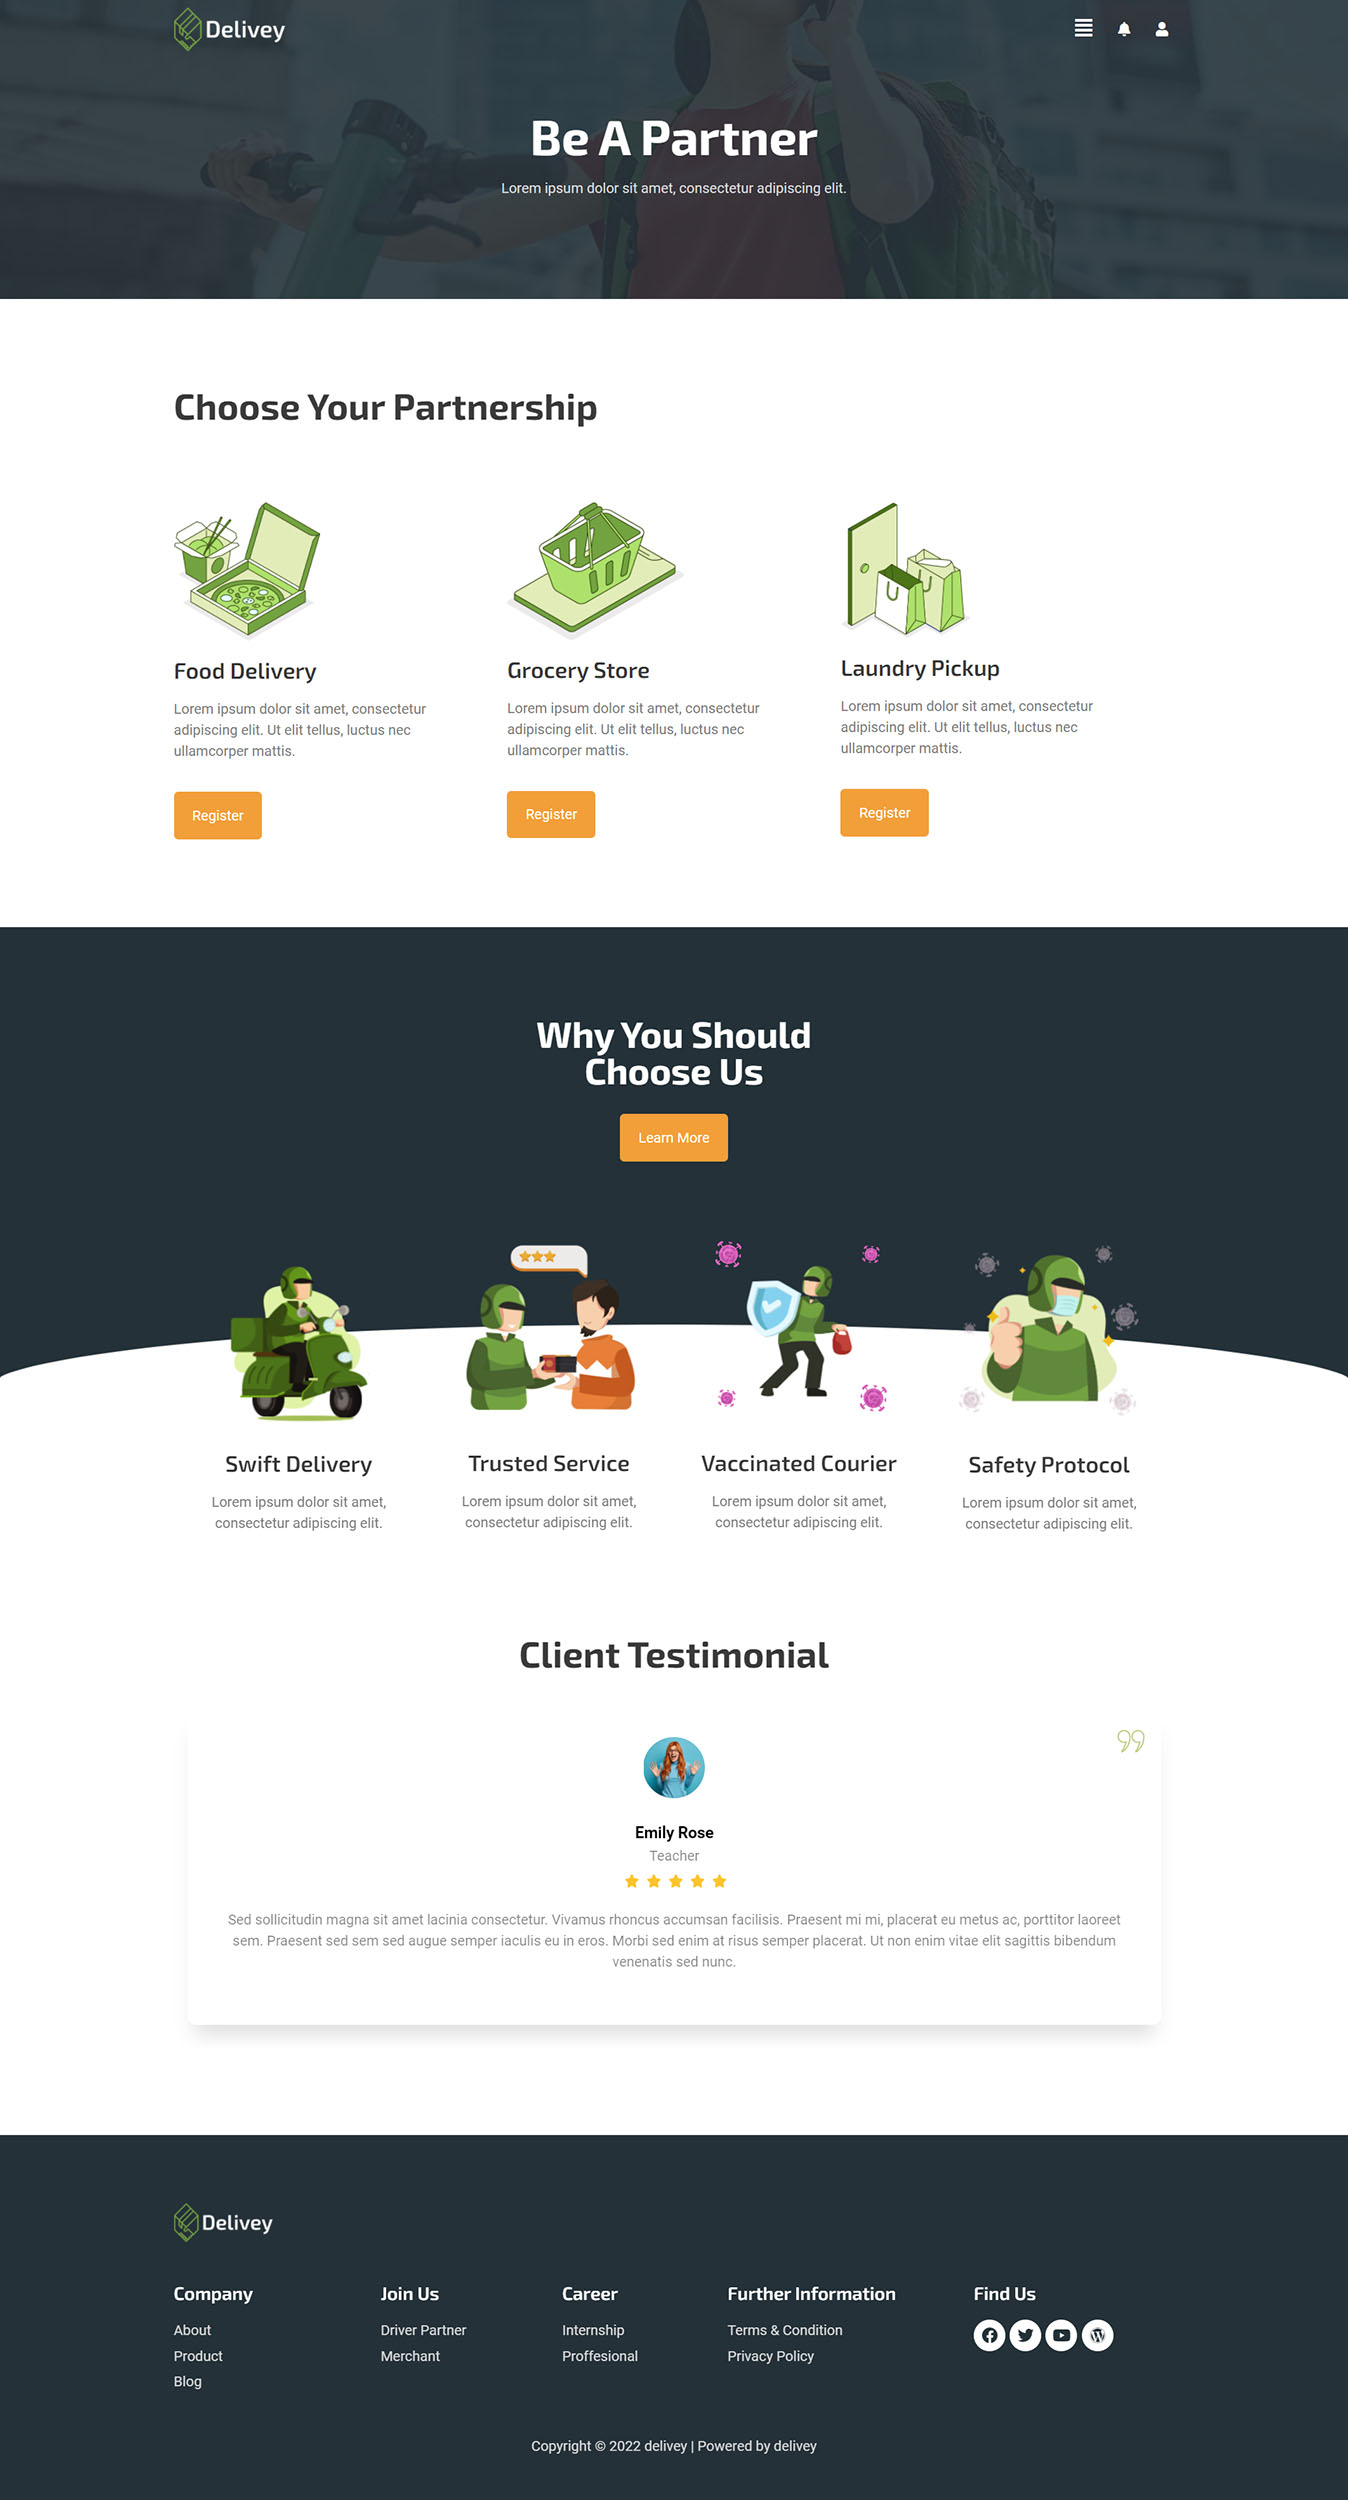 Delivey
Be A Partner
Lorem ipsum dolor sit amet, consectetur adipiscing elit.
Choose Your Partnership
Food Delivery
Lorem ipsum dolor sit amet, consectetur
adipiscing elit. Ut elit tellus, luctus nec
ullamcorper mattis.
Register
Grocery Store
Lorem ipsum dolor sit amet, consectetur
adipiscing elit. Ut elit tellus, luctus nec
ullamcorper mattis.
Register
Laundry Pickup
Lorem ipsum dolor sit amet, consectetur
adipiscing elit. Ut elit tellus, luctus nec
ullamcorper mattis.
Register
Why You Should
Choose Us
Learn More
Swift Delivery
Lorem ipsum dolor sit amet,
consectetur adipiscing elit.
Trusted Service
Lorem ipsum dolor sit amet,
consectetur adipiscing elit.
Vaccinated Courier
Lorem ipsum dolor sit amet,
consectetur adipiscing elit.
Safety Protocol
Lorem ipsum dolor sit amet,
consectetur adipiscing elit.
Client Testimonial
Emily Rose
Teacher
Sed sollicitudin magna sit amet lacinia consectetur. Vivamus rhoncus accumsan facilisis. Praesent mi mi, placerat eu metus ac, porttitor laoreet
sem. Praesent sed sem sed augue semper iaculis eu in eros. Morbi sed enim at risus semper placerat. Ut non enim vitae elit sagittis bibendum
venenatis sed nunc.
Delivey
Company
About
Product
Blog
Join Us
Driver Partner
Merchant
Career
Internship
Proffesional
Further Information
Terms & Condition
Privacy Policy
Find Us
Copyright © 2022 delivey | Powered by delivey